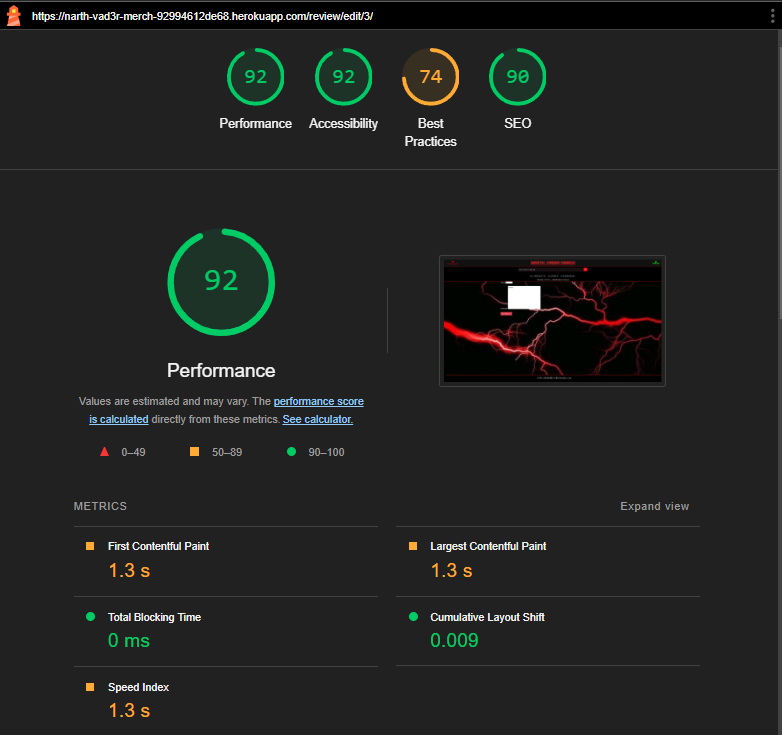 https://narth-vad3r-merch-92994612de68.herokuapp.com/review/edit/3/
92
92
74
90
Performance
Accessibility
Best
Practices
SEO
92
Performance
Values are estimated and may vary. The performance score
is calculated directly from these metrics. See calculator.
0–49
50–89
90–100
METRICS
Expand view
First Contentful Paint
1.3 s
Largest Contentful Paint
1.3 s
Total Blocking Time
0 ms
Cumulative Layout Shift
0.009
Speed Index
1.3 s